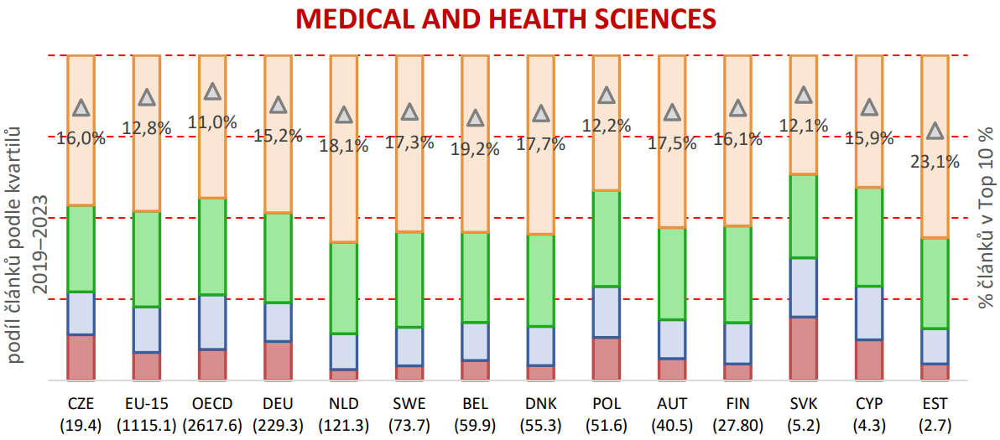 MEDICAL AND HEALTH SCIENCES
podíl článků podle kvartilů
2019–2023
16,0% 12,8% 11,0% 15,2% 18,1% 17,3% 19,2% 17,7% 12,2% 17,5% 16,1% 12,1% 15,9% 23,1%
% článků v Top 10 %
CZE EU-15 OECD DEU NLD SWE BEL DNK POL AUT FIN SVK CYP EST
(19.4) (1115.1) (2617.6) (229.3) (121.3) (73.7) (59.9) (55.3) (51.6) (40.5) (27.80) (5.2) (4.3) (2.7)